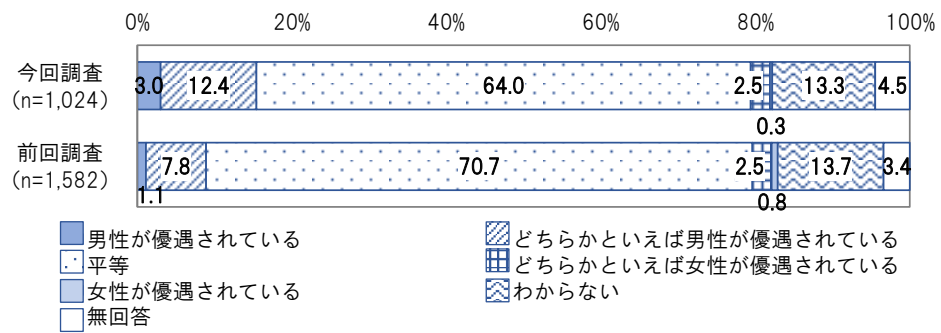 0% 20% 40% 60% 80% 100%
今回調査
(n=1,024)
3.0 12.4 64.0 2.5 13.3 4.5
0.3
前回調査
(n=1,582)
7.8 70.7 2.5 13.7 3.4
1.1 0.8
男性が優遇されている どちらかといえば男性が優遇されている
平等 どちらかといえば女性が優遇されている
女性が優遇されている わからない
無回答